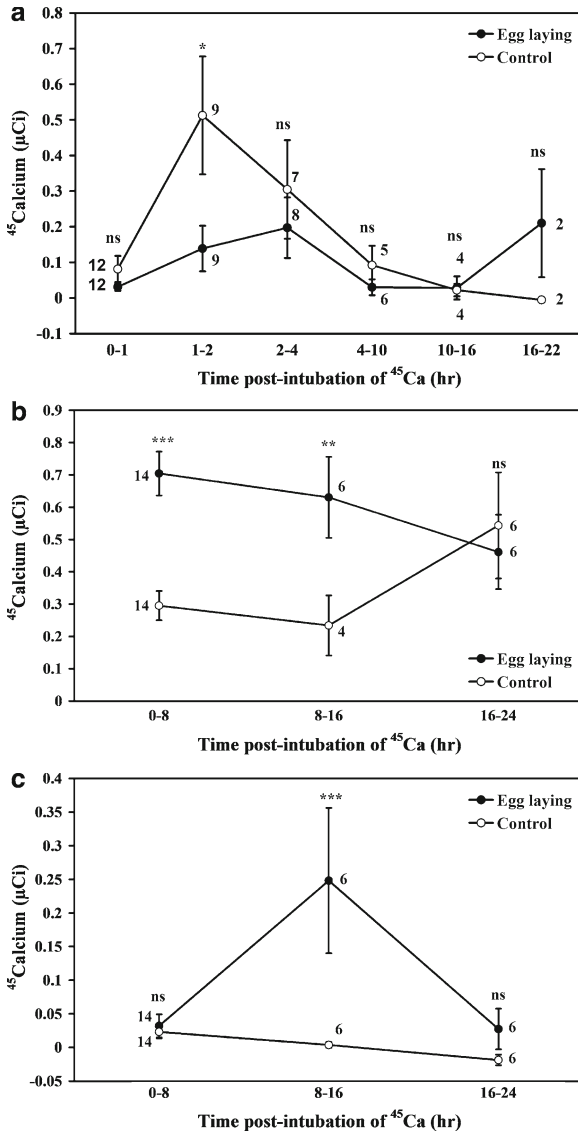 a
⁴⁵Calcium (µCi)
0.8
0.7
0.6
0.5
0.4
0.3
0.2
0.1
0
-0.1
Egg laying
Control
ns
*
ns
ns
ns
ns
12
12
9
9
7
8
5
6
4
4
2
2
0-1 1-2 2-4 4-10 10-16 16-22
Time post-intubation of ⁴⁵Ca (hr)
b
⁴⁵Calcium (µCi)
0.9
0.8
0.7
0.6
0.5
0.4
0.3
0.2
0.1
0
***
**
ns
14
14
6
4
6
6
Egg laying
Control
0-8 8-16 16-24
Time post-intubation of ⁴⁵Ca (hr)
c
⁴⁵Calcium (µCi)
0.4
0.35
0.3
0.25
0.2
0.15
0.1
0.05
0
-0.05
Egg laying
Control
ns
***
ns
14
14
6
6
6
6
0-8 8-16 16-24
Time post-intubation of ⁴⁵Ca (hr)